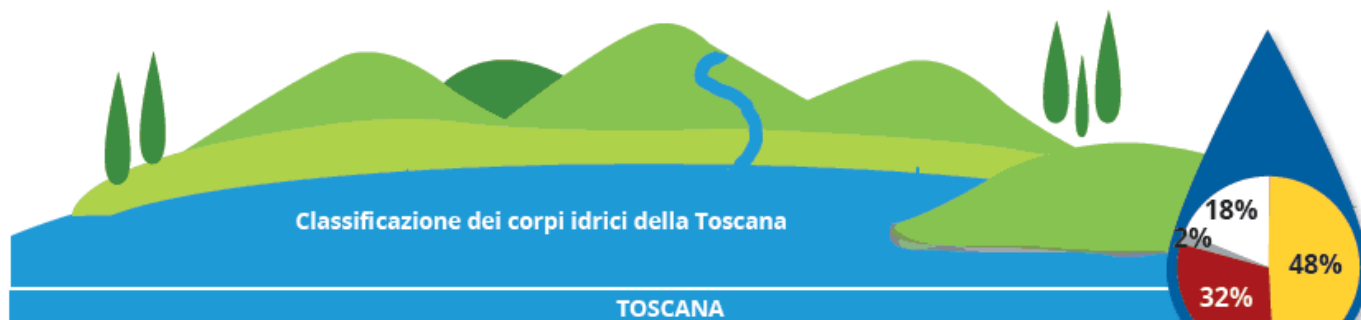 18%
Classificazione dei corpi idrici della Toscana
2%
48%
32%
TOSCANA